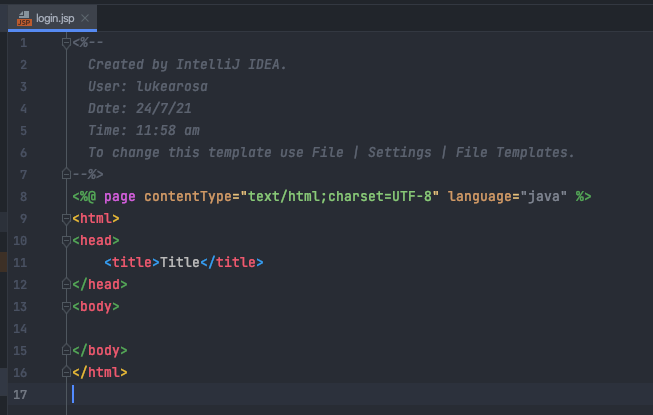 login.jsp
JSP
1 <%--
2 Created by IntelliJ IDEA.
3 User: lukearosa
4 Date: 24/7/21
5 Time: 11:58 am
6 To change this template use File | Settings | File Templates.
7 --%>
8 <%@ page contentType="text/html;charset=UTF-8" language="java" %>
9 <html>
10 <head>
11 <title>Title</title>
12 </head>
13 <body>
14
15 </body>
16 </html>
17